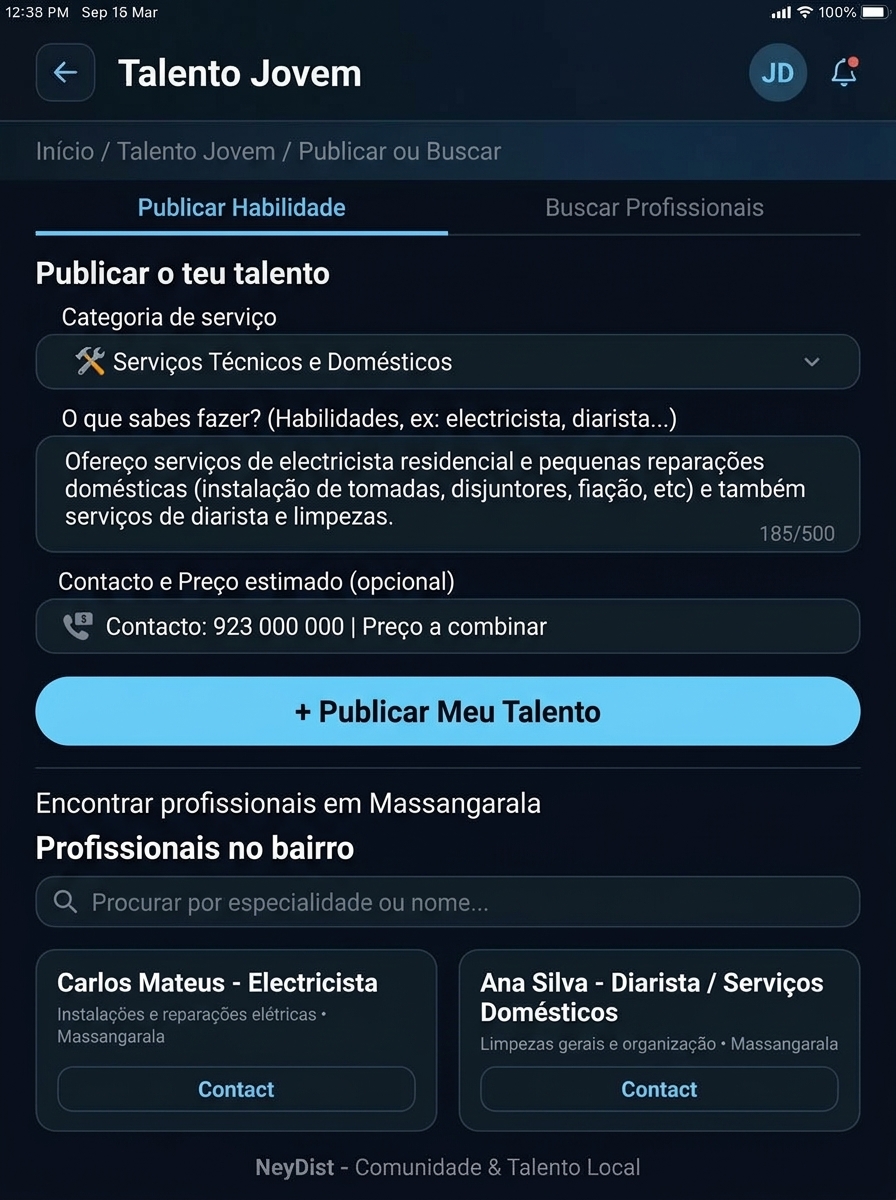 12:38 PM Sep 16 Mar 100%
Talento Jovem JD
Início / Talento Jovem / Publicar ou Buscar
Publicar Habilidade Buscar Profissionais
Publicar o teu talento
Categoria de serviço
Serviços Técnicos e Domésticos
O que sabes fazer? (Habilidades, ex: electricista, diarista...)
Ofereço serviços de electricista residencial e pequenas reparações
domésticas (instalação de tomadas, disjuntores, fiação, etc) e também
serviços de diarista e limpezas.
185/500
Contacto e Preço estimado (opcional)
$ Contacto: 923 000 000 | Preço a combinar
+ Publicar Meu Talento
Encontrar profissionais em Massangarala
Profissionais no bairro
Procurar por especialidade ou nome...
Carlos Mateus - Electricista
Instalações e reparações elétricas •
Massangarala
Contact
Ana Silva - Diarista / Serviços
Domésticos
Limpezas gerais e organização • Massangarala
Contact
NeyDist - Comunidade & Talento Local